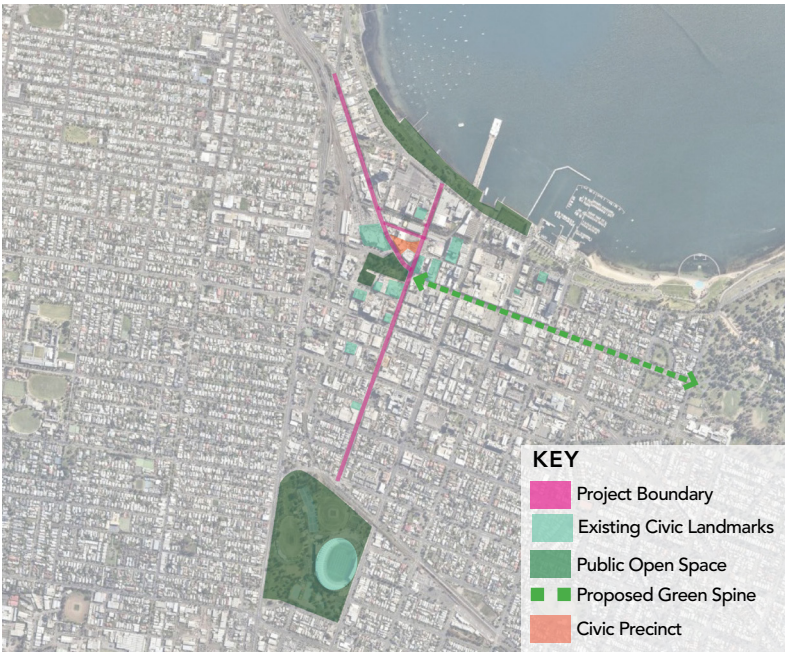 KEY
Project Boundary
Existing Civic Landmarks
Public Open Space
Proposed Green Spine
Civic Precinct